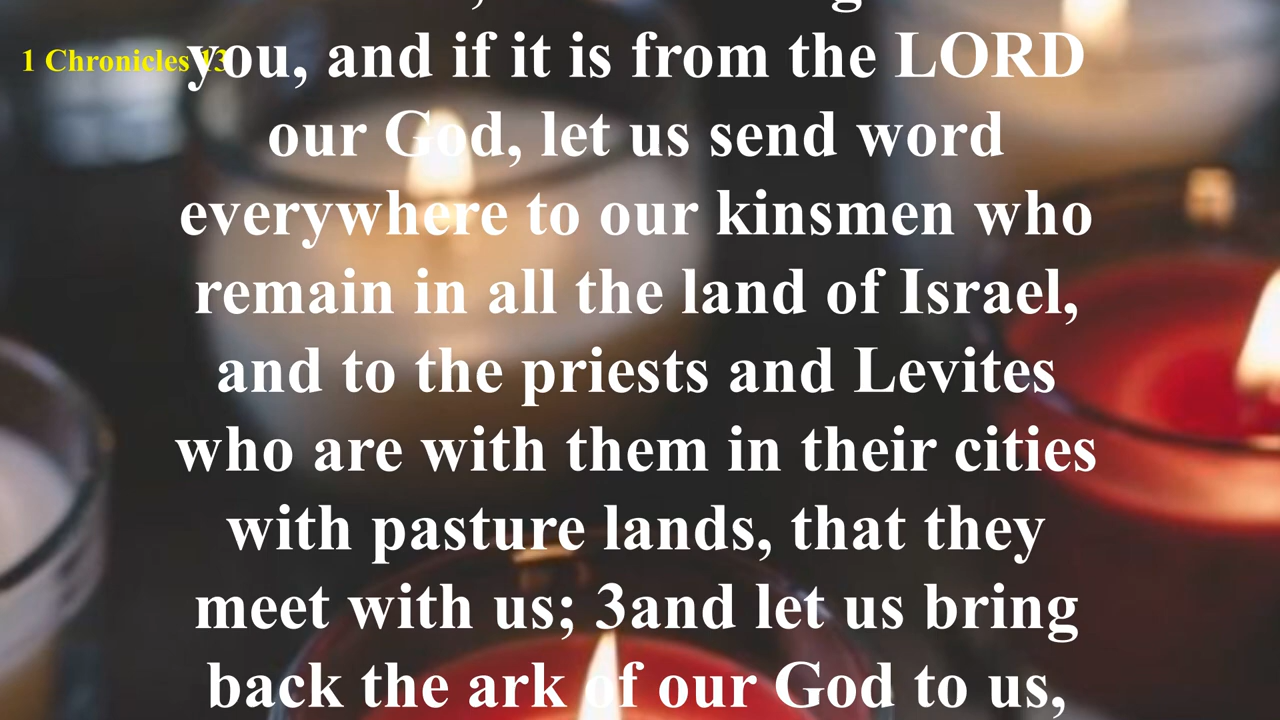 1 Chronicles 13
you, and if it is from the LORD
our God, let us send word
everywhere to our kinsmen who
remain in all the land of Israel,
and to the priests and Levites
who are with them in their cities
with pasture lands, that they
meet with us; 3and let us bring
back the ark of our God to us,